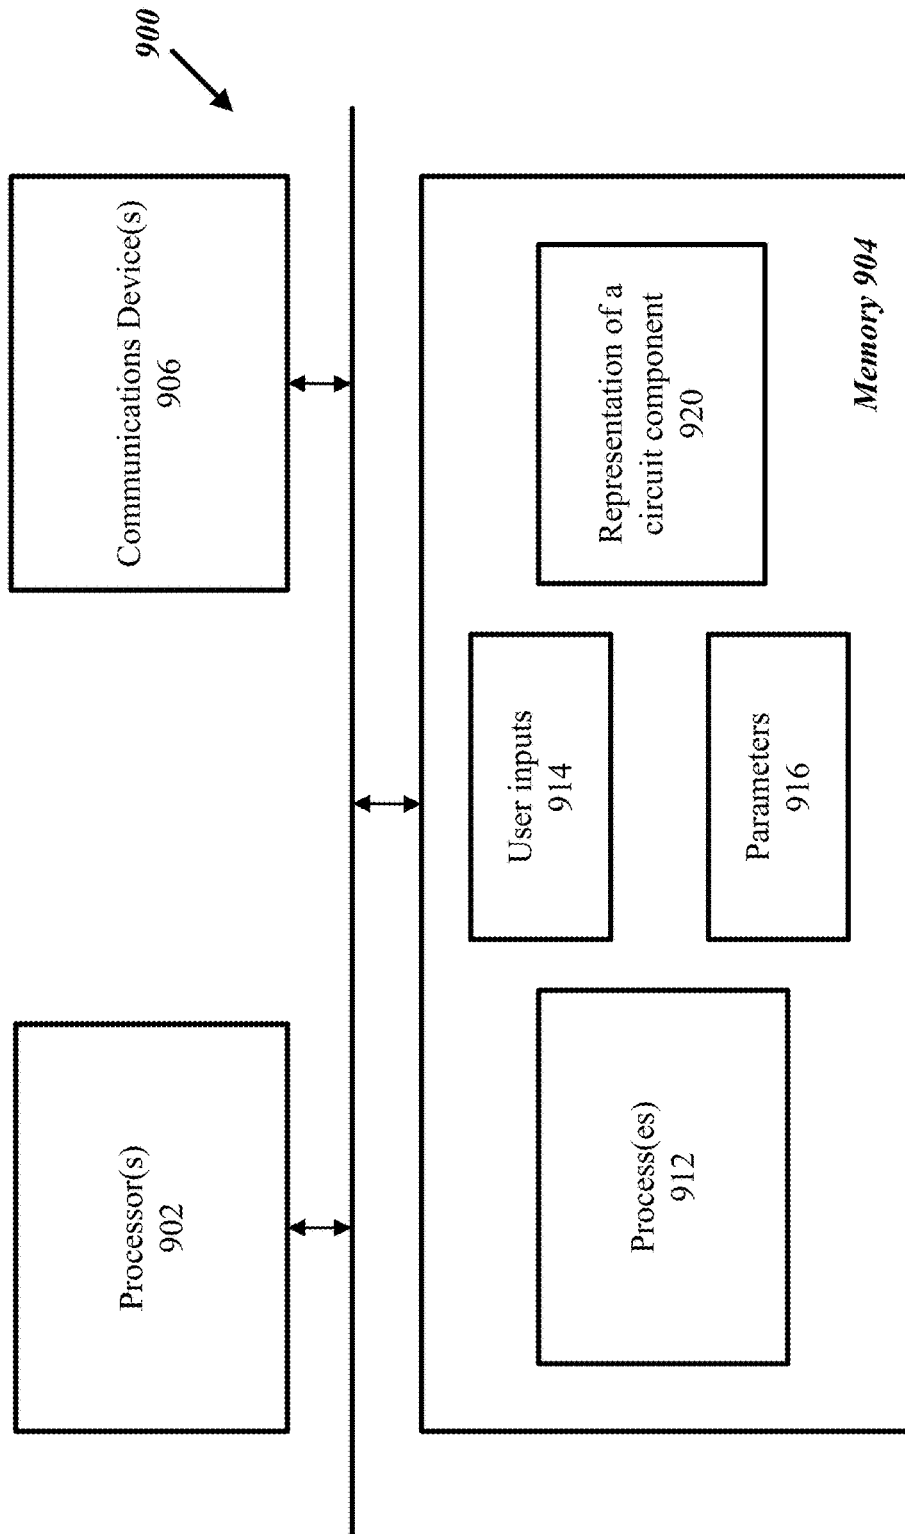 900
Processor(s)
902
Communications Device(s)
906
Process(es)
912
User inputs
914
Parameters
916
Representation of a
circuit component
920
Memory 904